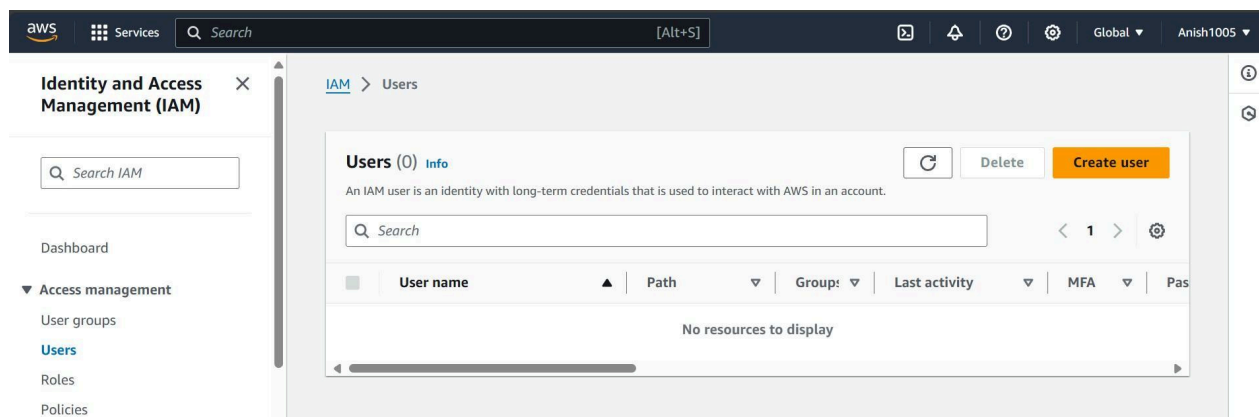 aws Services Search [Alt+S] Global Anish1005
Identity and Access
Management (IAM)
Search IAM
Dashboard
Access management
User groups
Users
Roles
Policies
IAM > Users
Users (0) Info
Delete
Create user
An IAM user is an identity with long-term credentials that is used to interact with AWS in an account.
Search
1
User name Path Group: Last activity MFA Pas
No resources to display